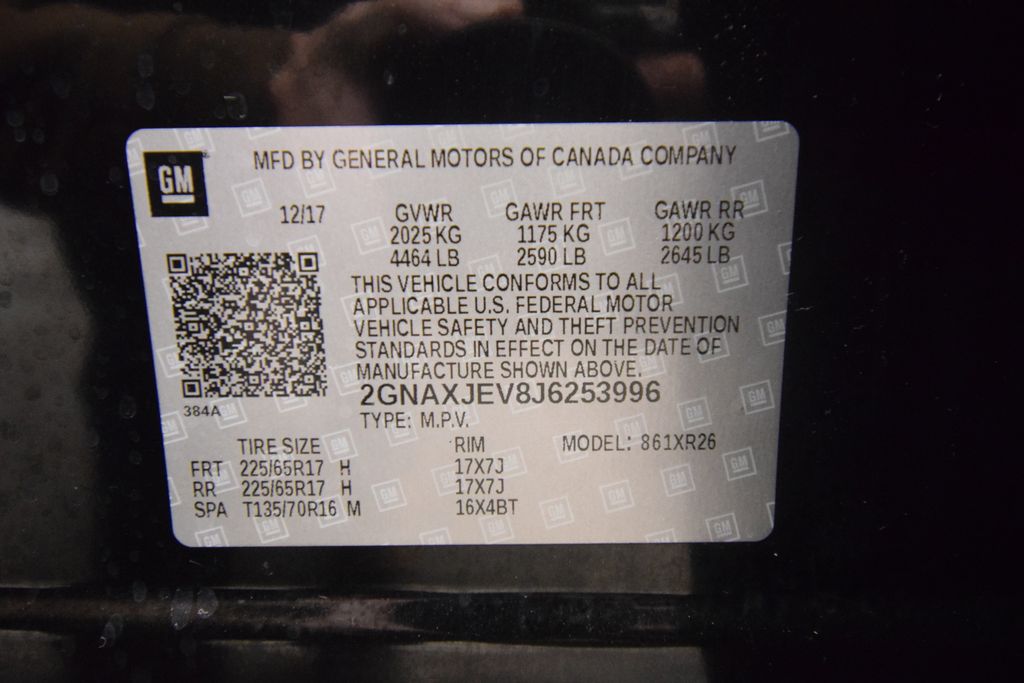 GM
MFD BY GENERAL MOTORS OF CANADA COMPANY
12/17 GVWR GAWR FRT GAWR RR
2025 KG 1175 KG 1200 KG
4464 LB 2590 LB 2645 LB
THIS VEHICLE CONFORMS TO ALL
APPLICABLE U.S. FEDERAL MOTOR
VEHICLE SAFETY AND THEFT PREVENTION
STANDARDS IN EFFECT ON THE DATE OF
MANUFACTURE SHOWN ABOVE.
2GNAXJEV8J6253996
384A
TYPE: M.P.V.
TIRE SIZE RIM MODEL: 861XR26
FRT 225/65R17 H 17X7J
RR 225/65R17 H 17X7J
SPA T135/70R16 M 16X4BT